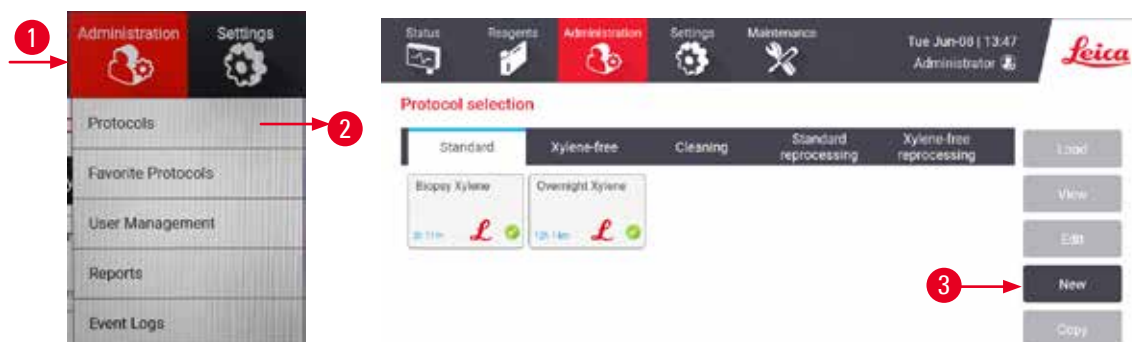 1
Administration
Settings
2
Protocols
Favorite Protocols
User Management
Reports
Event Logs
Status
Reagents
Administration
Settings
Maintenance
Tue Jun-08 | 13:47
Administrator
Leica
Protocol selection
Standard
Xylene-free
Cleaning
Standard
reprocessing
Xylene-free
reprocessing
Biopsy Xylene
L
Overnight Xylene
12h 14m
L
Load
View
Edit
3
New
Copy